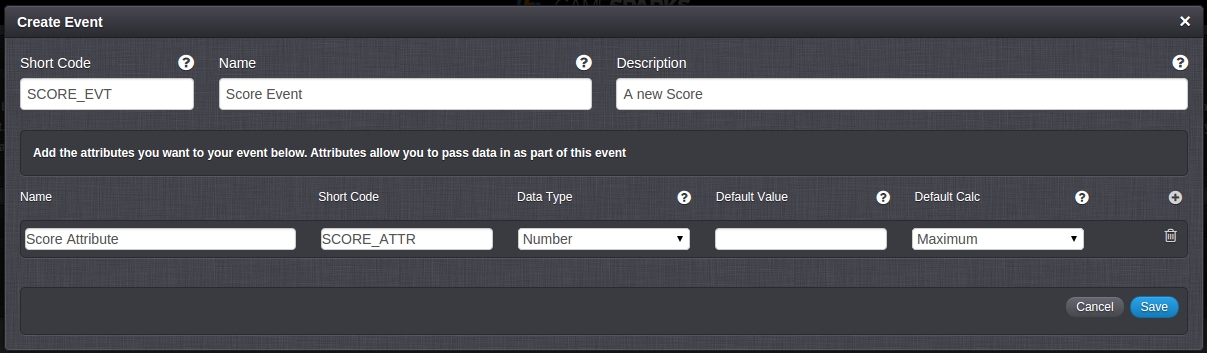 Create Event
Short Code Name Description
SCORE_EVT Score Event A new Score
Add the attributes you want to your event below. Attributes allow you to pass data in as part of this event
Name Short Code Data Type Default Value Default Calc
Score Attribute SCORE_ATTR Number Maximum
Cancel Save